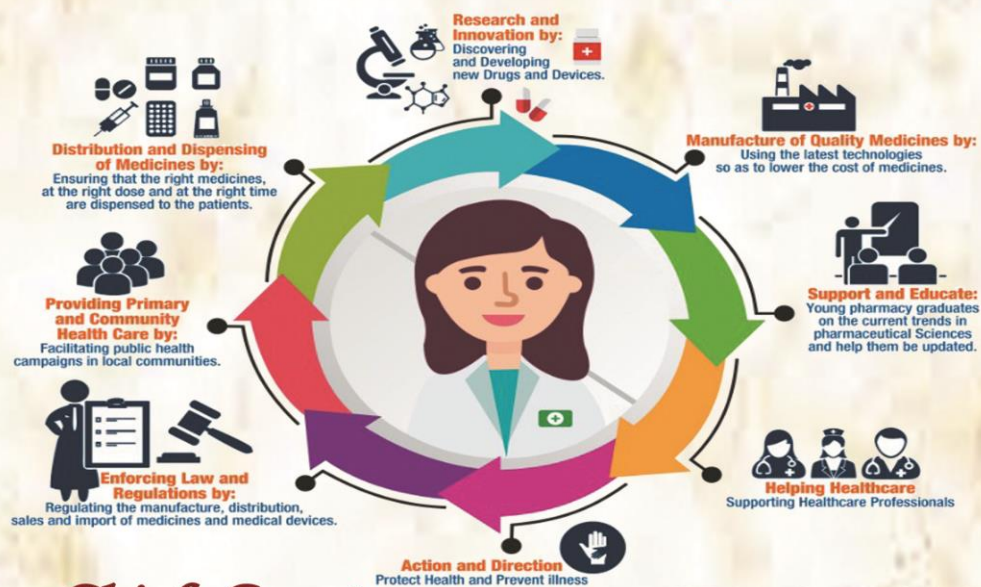 Research and
Innovation by:
Discovering
and Developing
new Drugs and Devices.
Manufacture of Quality Medicines by:
Using the latest technologies
so as to lower the cost of medicines.
Support and Educate:
Young pharmacy graduates
on the current trends in
pharmaceutical Sciences
and help them be updated.
Helping Healthcare
Supporting Healthcare Professionals
Action and Direction
Protect Health and Prevent illness
Enforcing Law and
Regulations by:
Regulating the manufacture, distribution,
sales and import of medicines and medical devices.
Providing Primary
and Community
Health Care by:
Facilitating public health
campaigns in local communities.
Distribution and Dispensing
of Medicines by:
Ensuring that the right medicines,
at the right dose and at the right time
are dispensed to the patients.